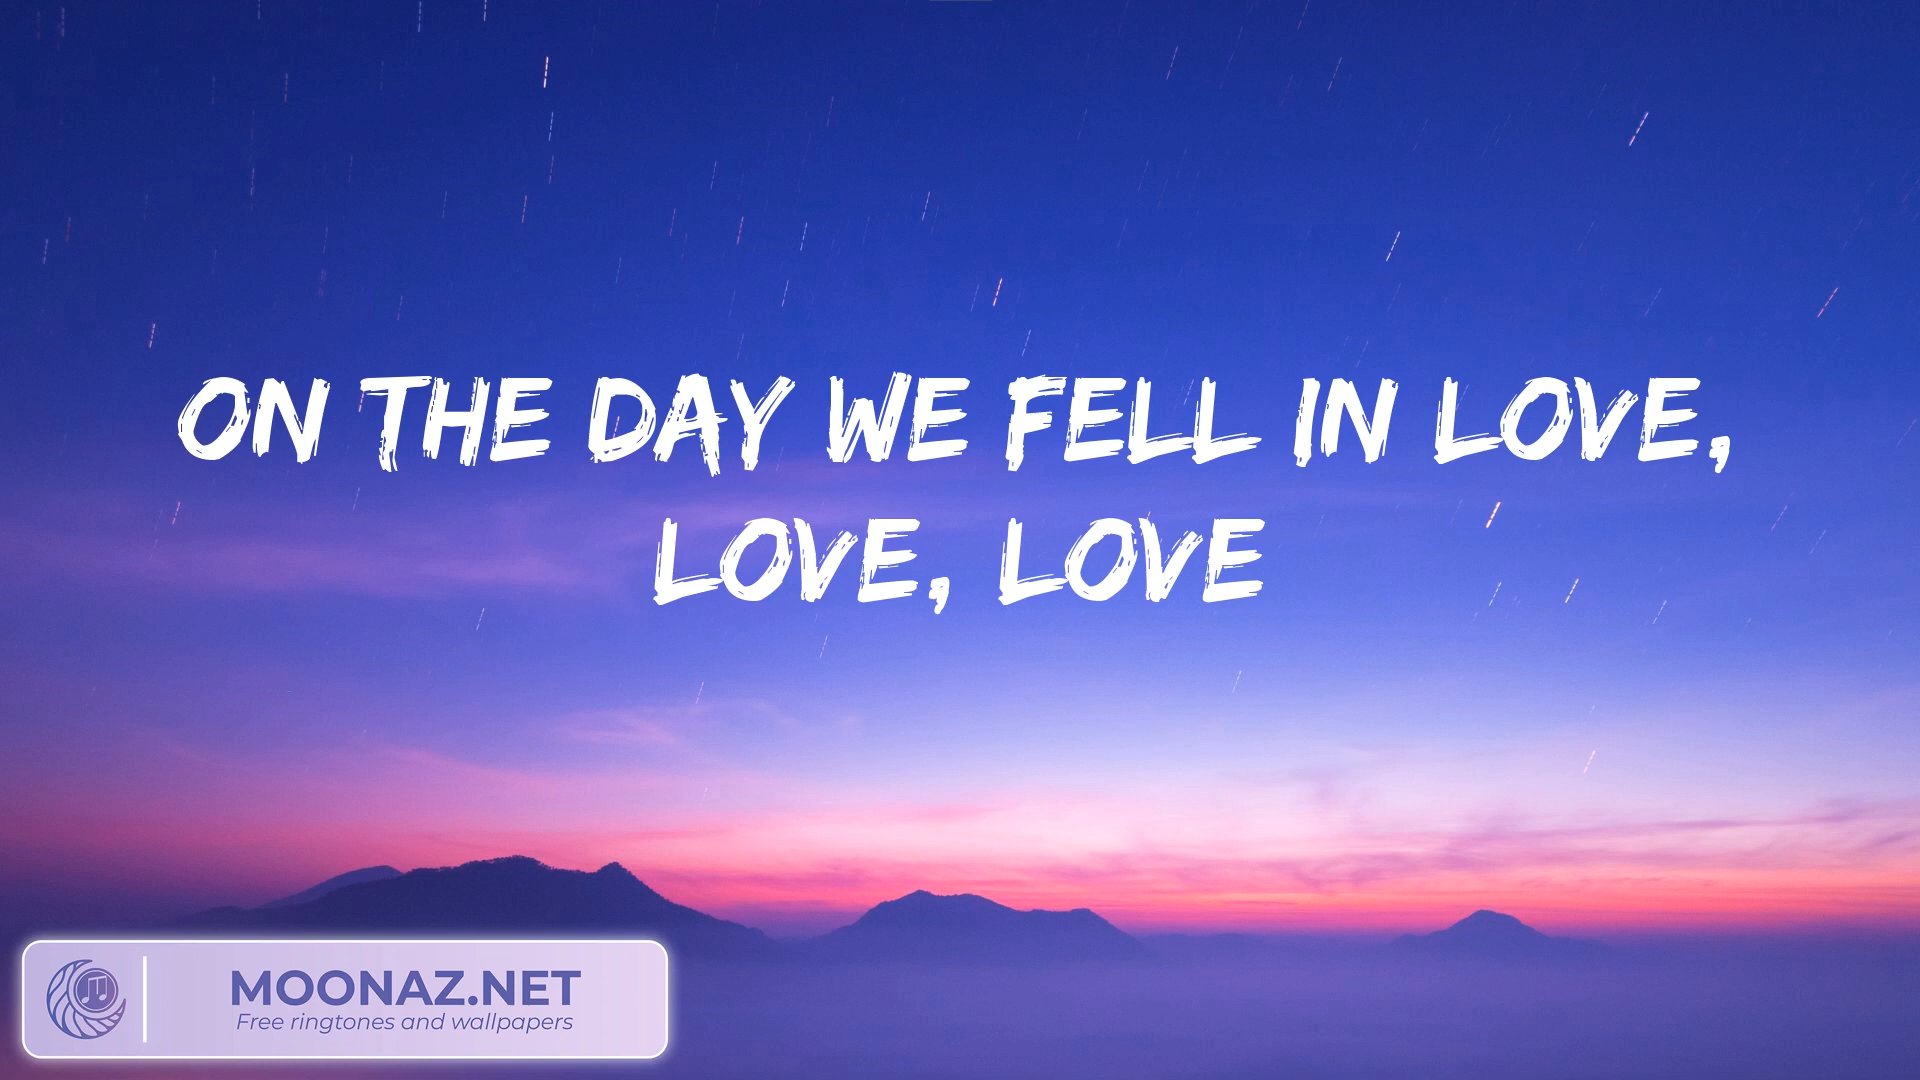 ON THE DAY WE FELL IN LOVE,
LOVE, LOVE
MOONAZ.NET
Free ringtones and wallpapers